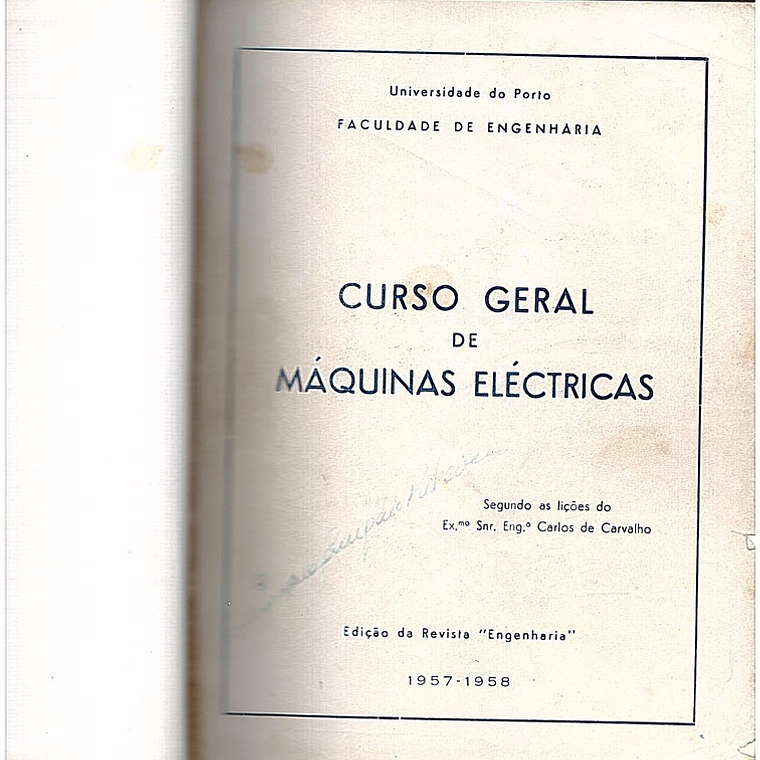 Universidade do Porto
FACULDADE DE ENGENHARIA
CURSO GERAL
DE
MÁQUINAS ELÉCTRICAS
Segundo as lições do
Ex.mo Snr. Eng.º Carlos de Carvalho
Edição da Revista "Engenharia"
1957-1958